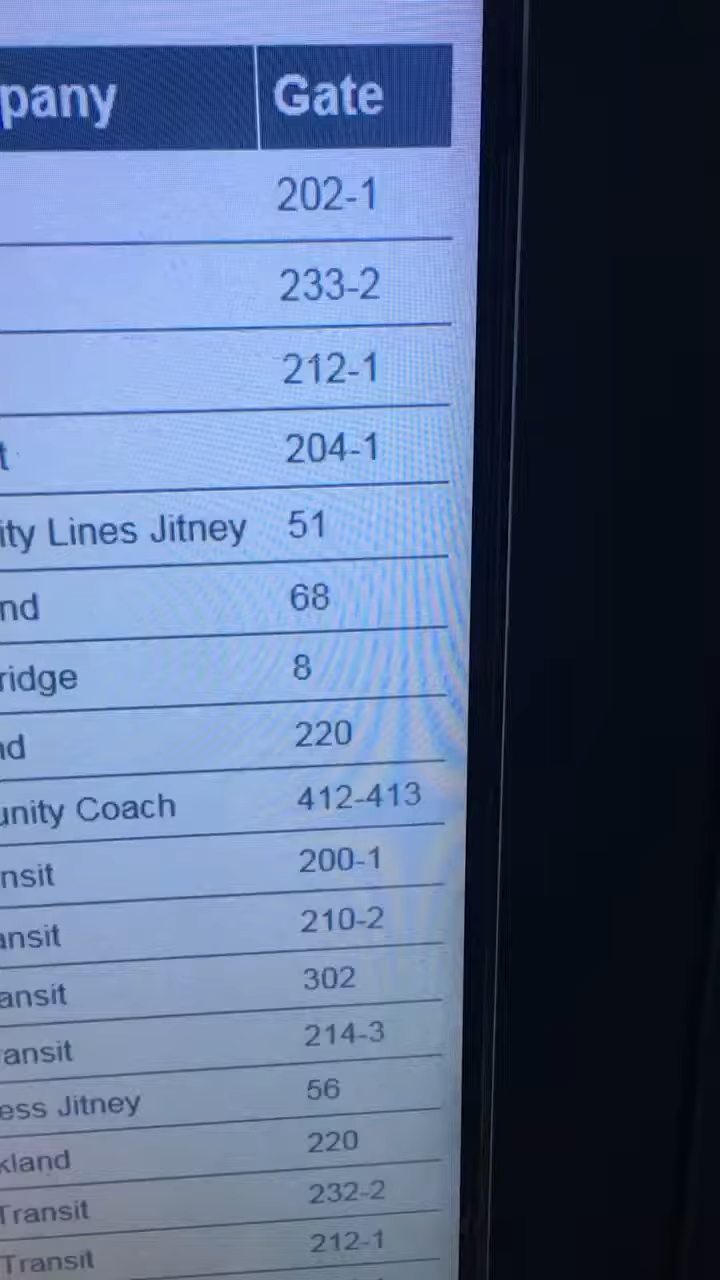 pany Gate
202-1
233-2
212-1
t 204-1
ity Lines Jitney 51
nd 68
ridge 8
nd 220
unity Coach 412-413
nsit 200-1
ansit 210-2
ansit 302
ransit 214-3
ess Jitney 56
kland 220
Transit 232-2
Transit 212-1